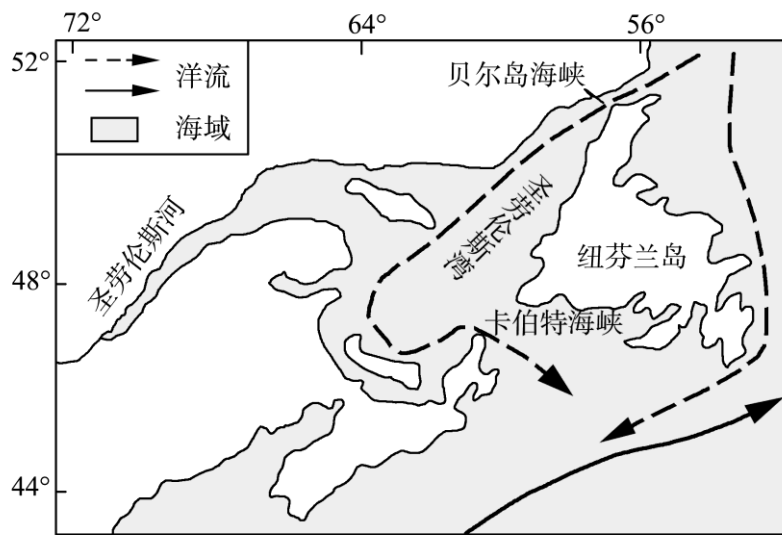 72° 64° 56°
52°
洋流
海域
贝尔岛海峡
圣劳伦斯河
圣劳伦斯湾
纽芬兰岛
48°
卡伯特海峡
44°